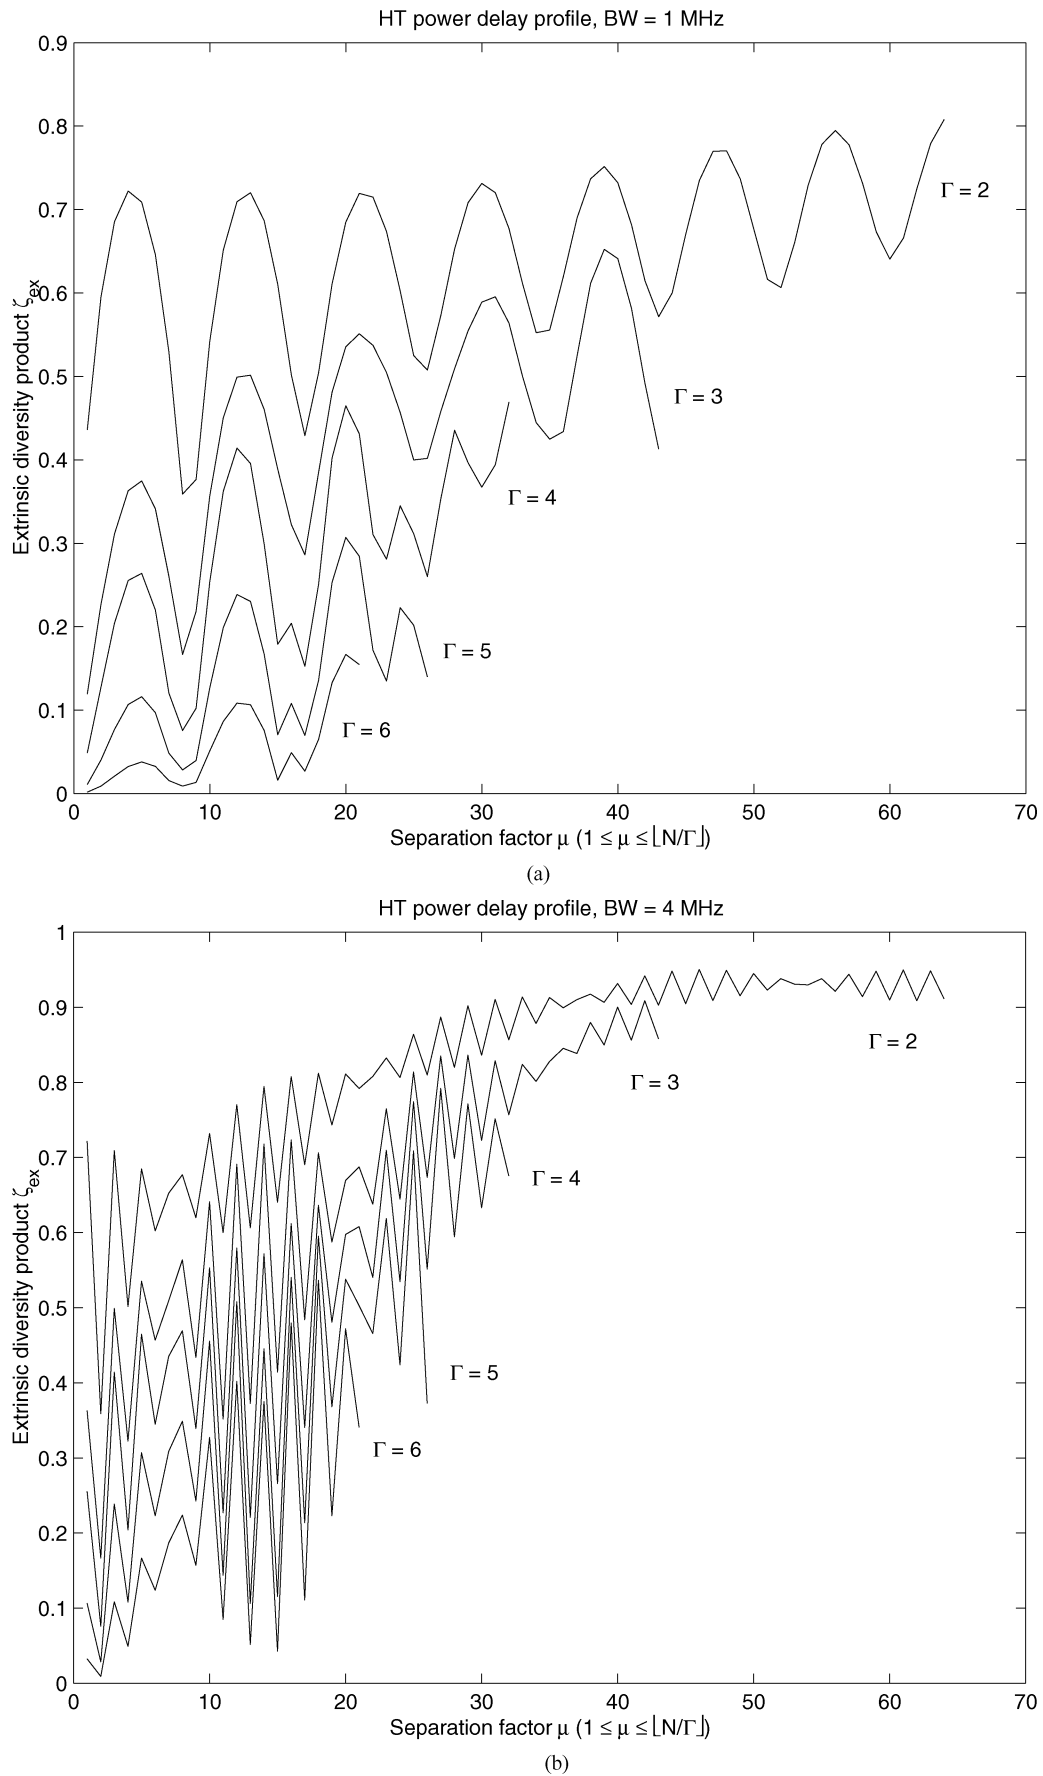 HT power delay profile, BW = 1 MHz
0.9
0.8
0.7
0.6
0.5
0.4
0.3
0.2
0.1
0
Extrinsic diversity product ζex
Γ = 2
Γ = 3
Γ = 4
Γ = 5
Γ = 6
0 10 20 30 40 50 60 70
Separation factor μ (1 ≤ μ ≤ ⌊N/Γ⌋)
(a)
HT power delay profile, BW = 4 MHz
1
0.9
0.8
0.7
0.6
0.5
0.4
0.3
0.2
0.1
0
Extrinsic diversity product ζex
Γ = 2
Γ = 3
Γ = 4
Γ = 5
Γ = 6
0 10 20 30 40 50 60 70
Separation factor μ (1 ≤ μ ≤ ⌊N/Γ⌋)
(b)